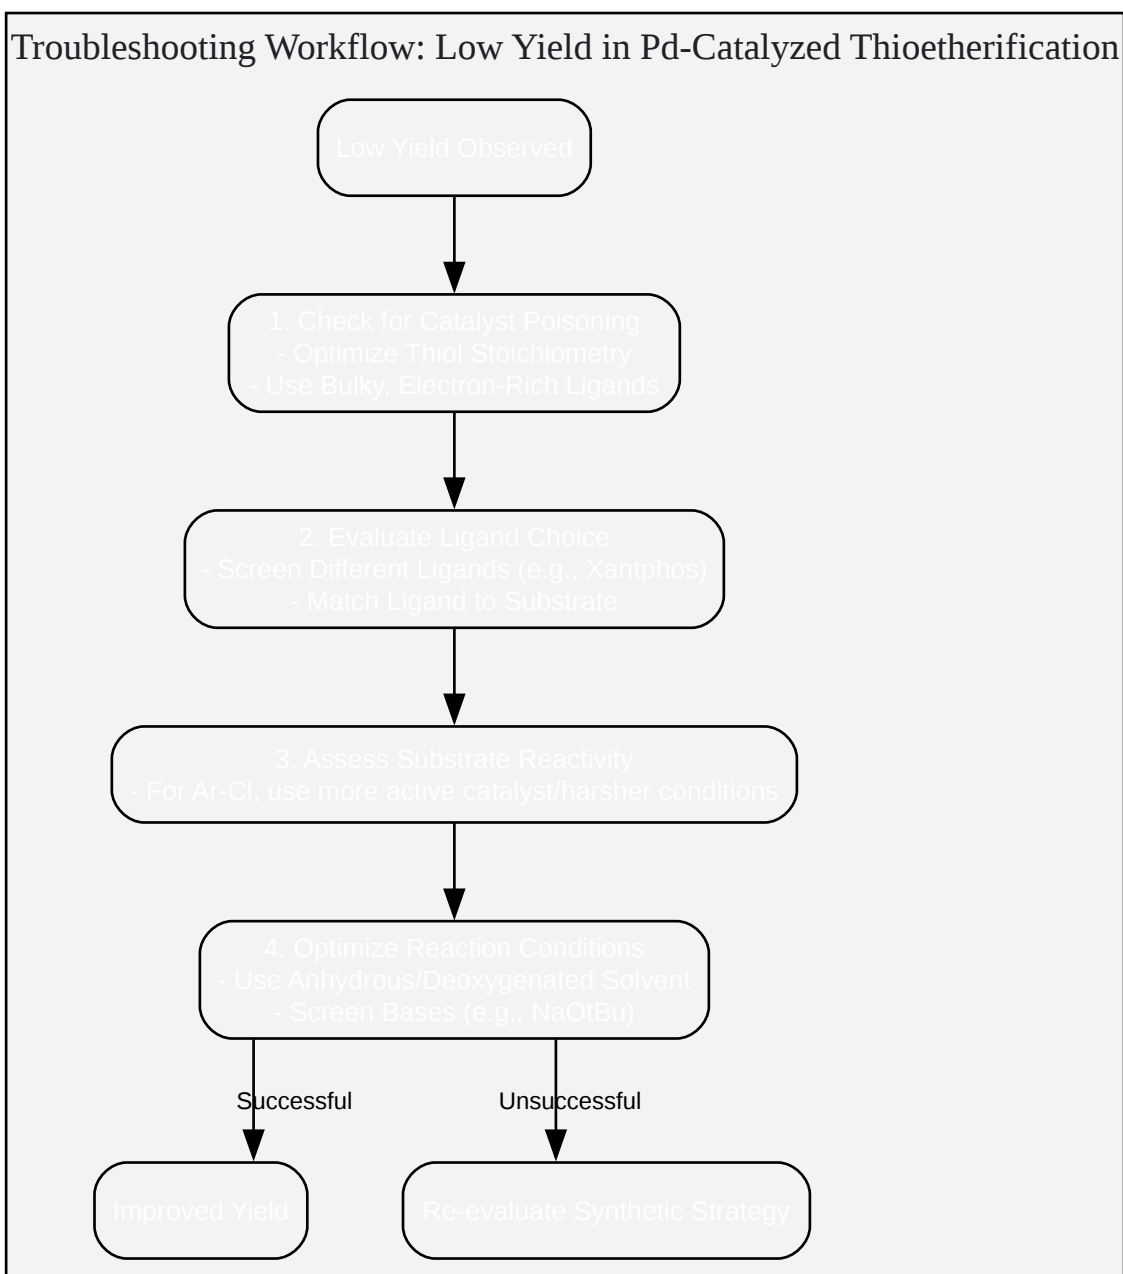 Troubleshooting Workflow: Low Yield in Pd-Catalyzed Thioetherification
Low Yield Observed
1. Check for Catalyst Poisoning
- Optimize Thiol Stoichiometry
- Use Bulky, Electron-Rich Ligands
2. Evaluate Ligand Choice
- Screen Different Ligands (e.g., Xantphos)
- Match Ligand to Substrate
3. Assess Substrate Reactivity
- For Ar-Cl, use more active catalyst/harsher conditions
4. Optimize Reaction Conditions
- Use Anhydrous/Deoxygenated Solvent
- Screen Bases (e.g., NaOtBu)
Successful
Unsuccessful
Improved Yield
Re-evaluate Synthetic Strategy